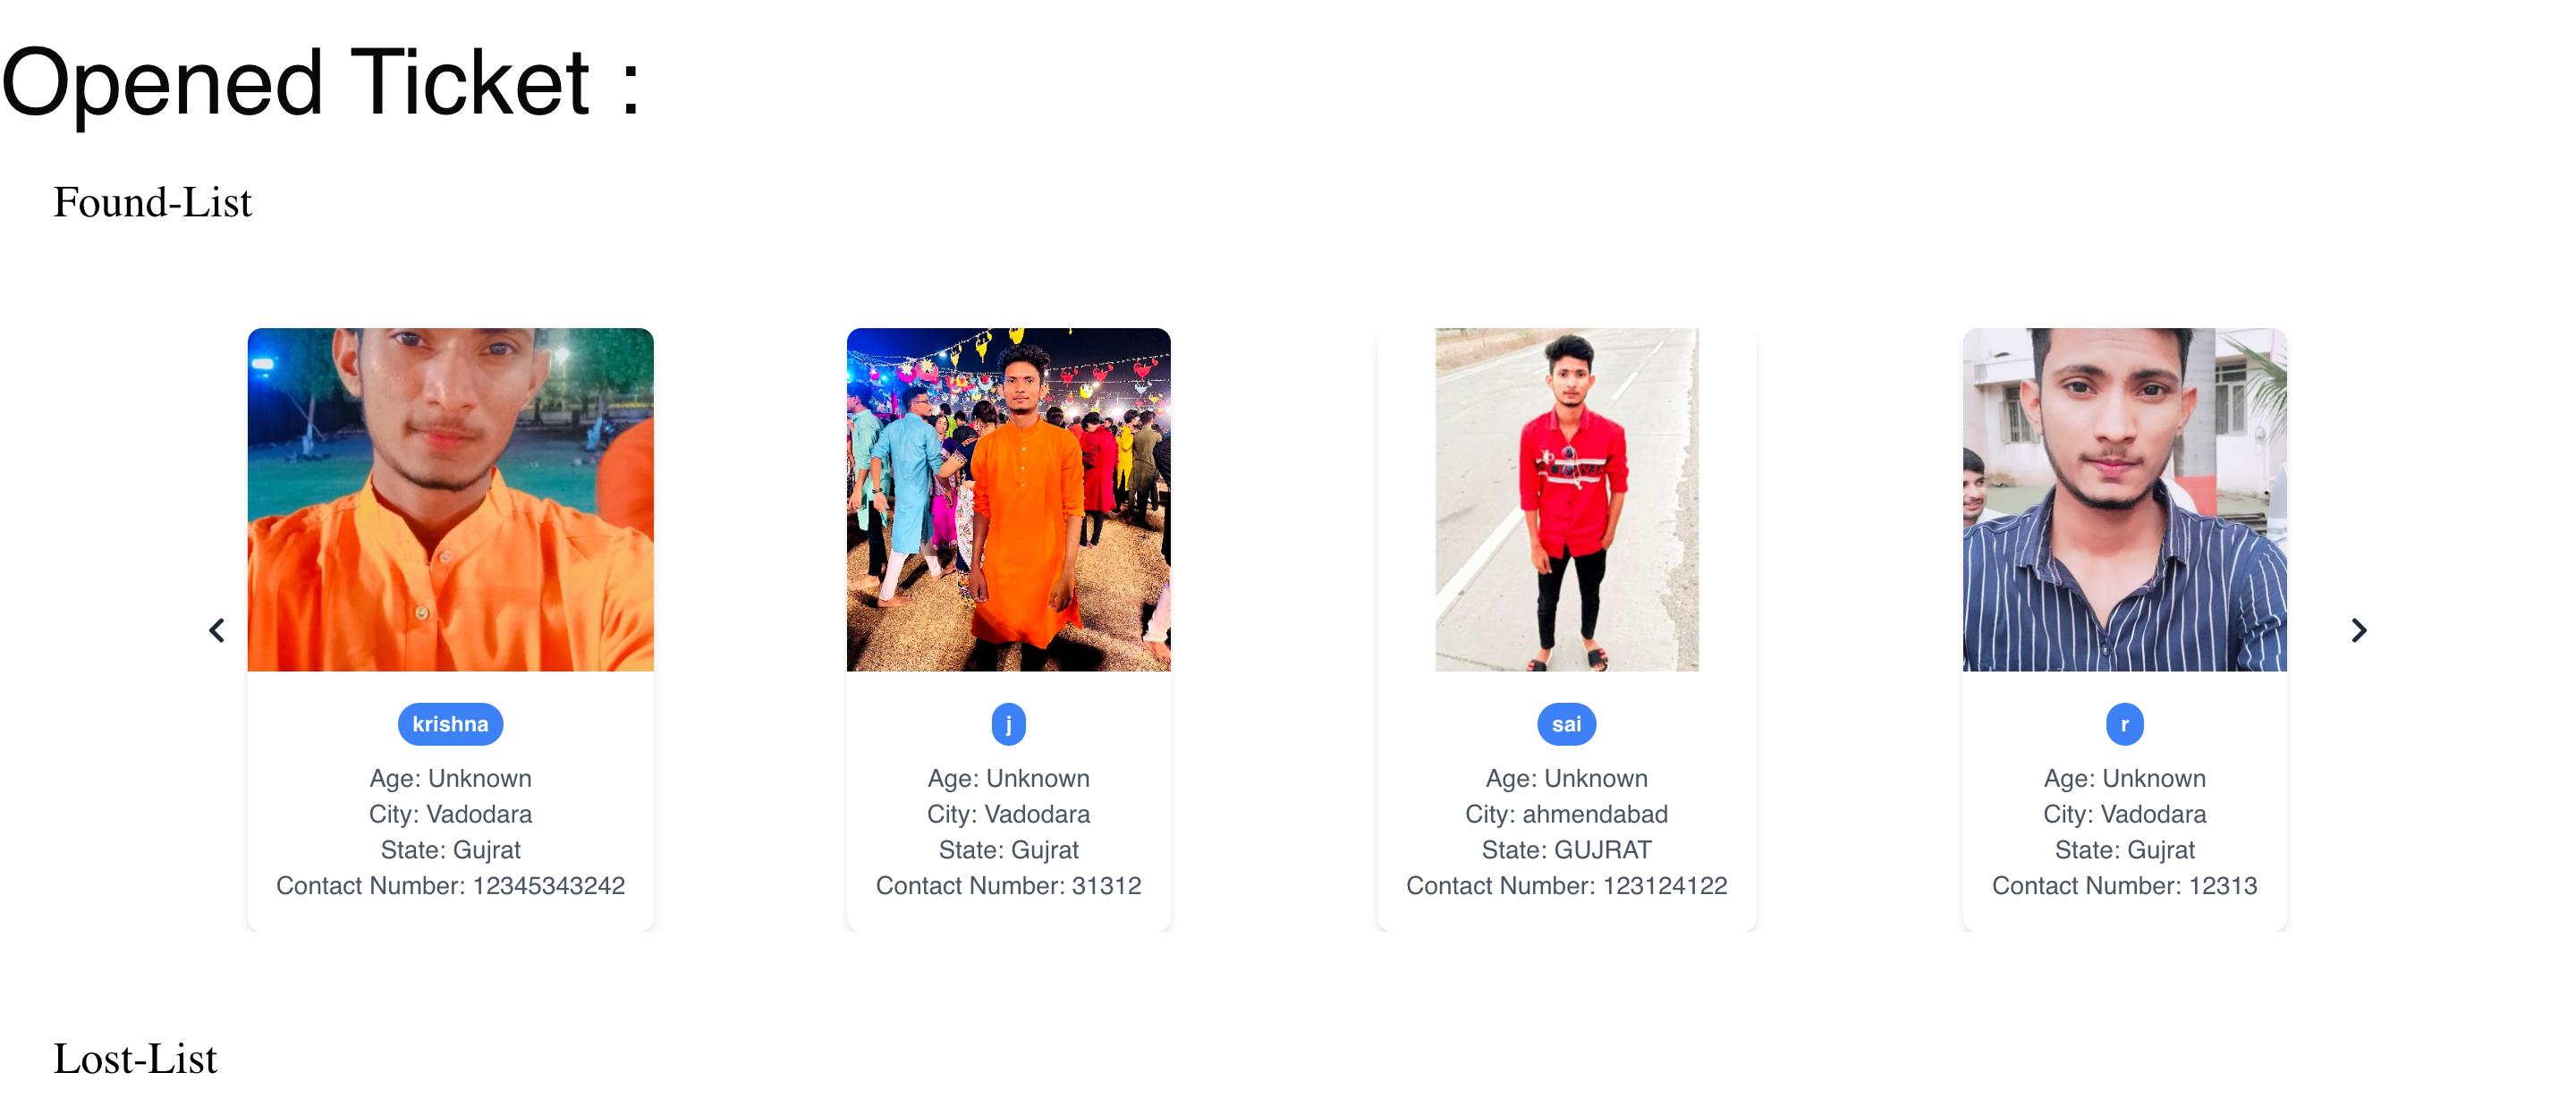 Opened Ticket :
Found-List
krishna
Age: Unknown
City: Vadodara
State: Gujrat
Contact Number: 12345343242
j
Age: Unknown
City: Vadodara
State: Gujrat
Contact Number: 31312
sai
Age: Unknown
City: ahmendabad
State: GUJRAT
Contact Number: 123124122
r
Age: Unknown
City: Vadodara
State: Gujrat
Contact Number: 12313
Lost-List